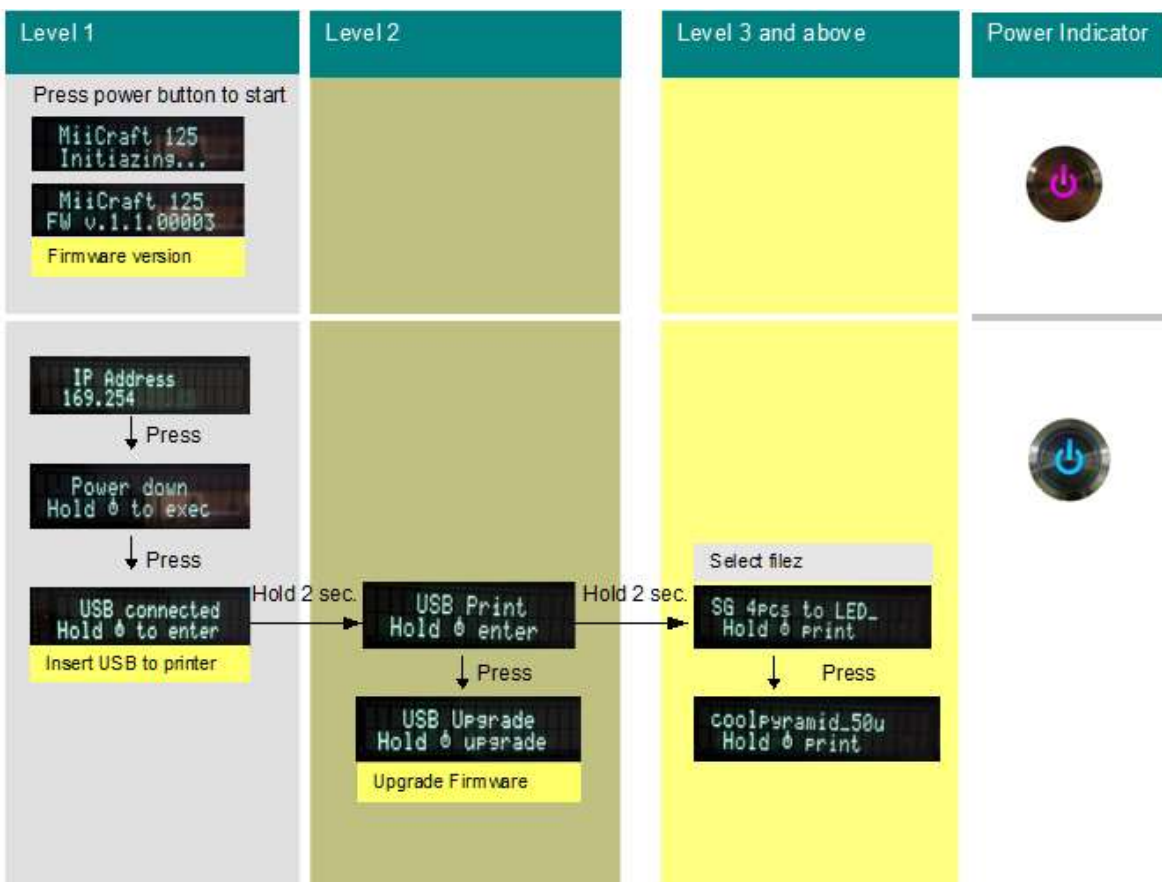 Level 1
Level 2
Level 3 and above
Power Indicator
Press power button to start
MiiCraft 125
Initiazing...
MiiCraft 125
FW v.1.1.00003
Firmware version
IP Address
169.254
Press
Power down
Hold to exec
Press
USB connected
Hold to enter
Insert USB to printer
Hold 2 sec.
USB Print
Hold enter
Press
USB Upgrade
Hold upgrade
Upgrade Firmware
Hold 2 sec.
Select filez
SG 4pcs to LED_
Hold print
Press
coolpyramid_50u
Hold print